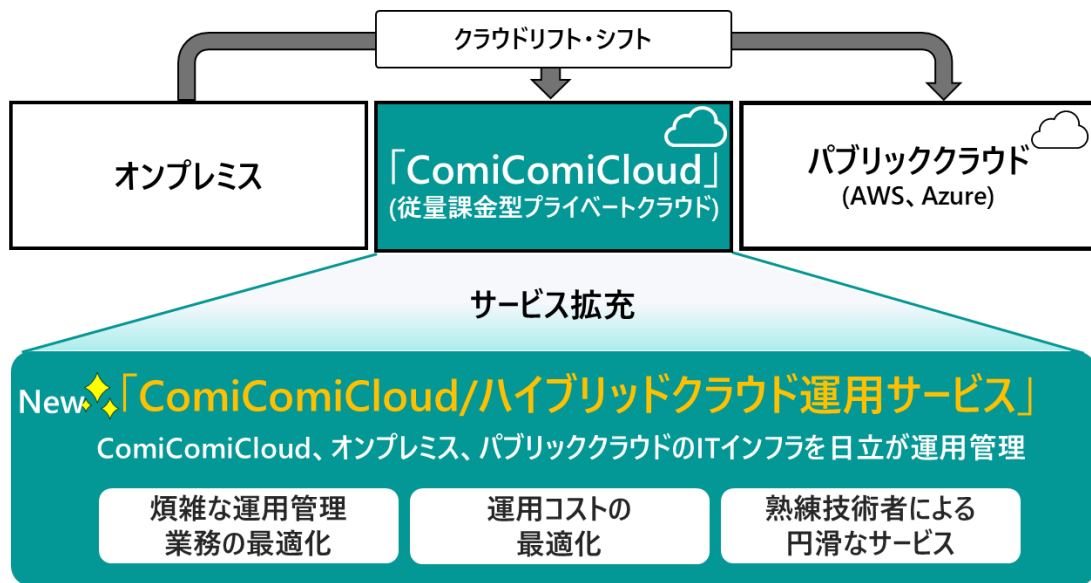 クラウドリフト・シフト
オンプレミス
「ComiComiCloud」
(従量課金型プライベートクラウド)
パブリッククラウド
(AWS、Azure)
サービス拡充
New「ComiComiCloud/ハイブリッドクラウド運用サービス」
ComiComiCloud、オンプレミス、パブリッククラウドのITインフラを日立が運用管理
煩雑な運用管理
業務の最適化
運用コストの
最適化
熟練技術者による
円滑なサービス